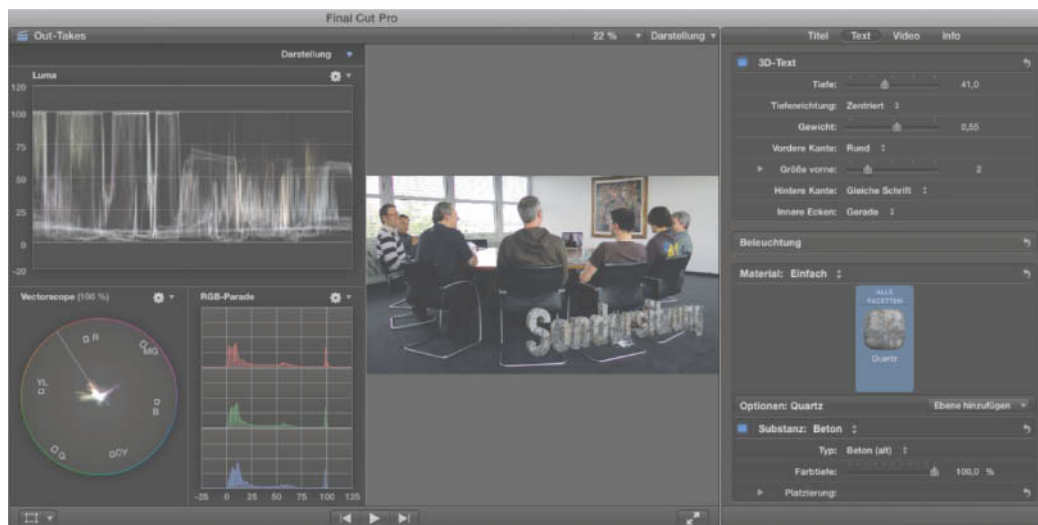 Final Cut Pro
Out-Takes
22 % Darstellung
Titel Text Video Info
Darstellung
Luma
120
100
75
50
25
0
-20
Vectorscope (100 %)
R
MG
B
CY
G
YL
RGB-Parade
-25 0 25 50 75 100 125
Sondersitzung
3D-Text
Tiefe: 41,0
Tiefenrichtung: Zentriert
Gewicht: 0,55
Vordere Kante: Rund
Größe vorne: 2
Hintere Kante: Gleiche Schrift
Innere Ecken: Gerade
Beleuchtung
Material: Einfach
ALLE
FACETTEN
Quartz
Optionen: Quartz Ebene hinzufügen
Substanz: Beton
Typ: Beton (alt)
Farbtiefe: 100,0 %
Platzierung: